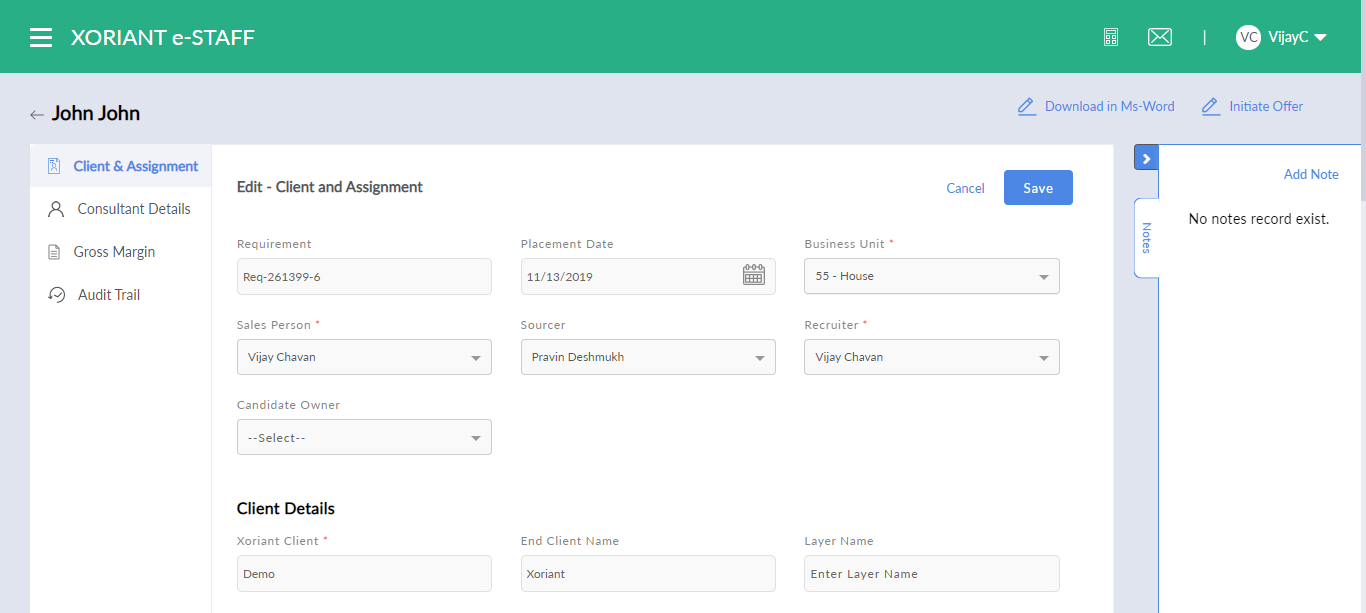 XORIANT e-STAFF
|
VC VijayC
John John
Download in Ms-Word Initiate Offer
Client & Assignment
Consultant Details
Gross Margin
Audit Trail
Edit - Client and Assignment
Cancel Save
Requirement Placement Date Business Unit *
Req-261399-6 11/13/2019 55 - House
Sales Person * Sourcer Recruiter *
Vijay Chavan Pravin Deshmukh Vijay Chavan
Candidate Owner
--Select--
Client Details
Xoriant Client * End Client Name Layer Name
Demo Xoriant Enter Layer Name
Add Note
Notes
No notes record exist.